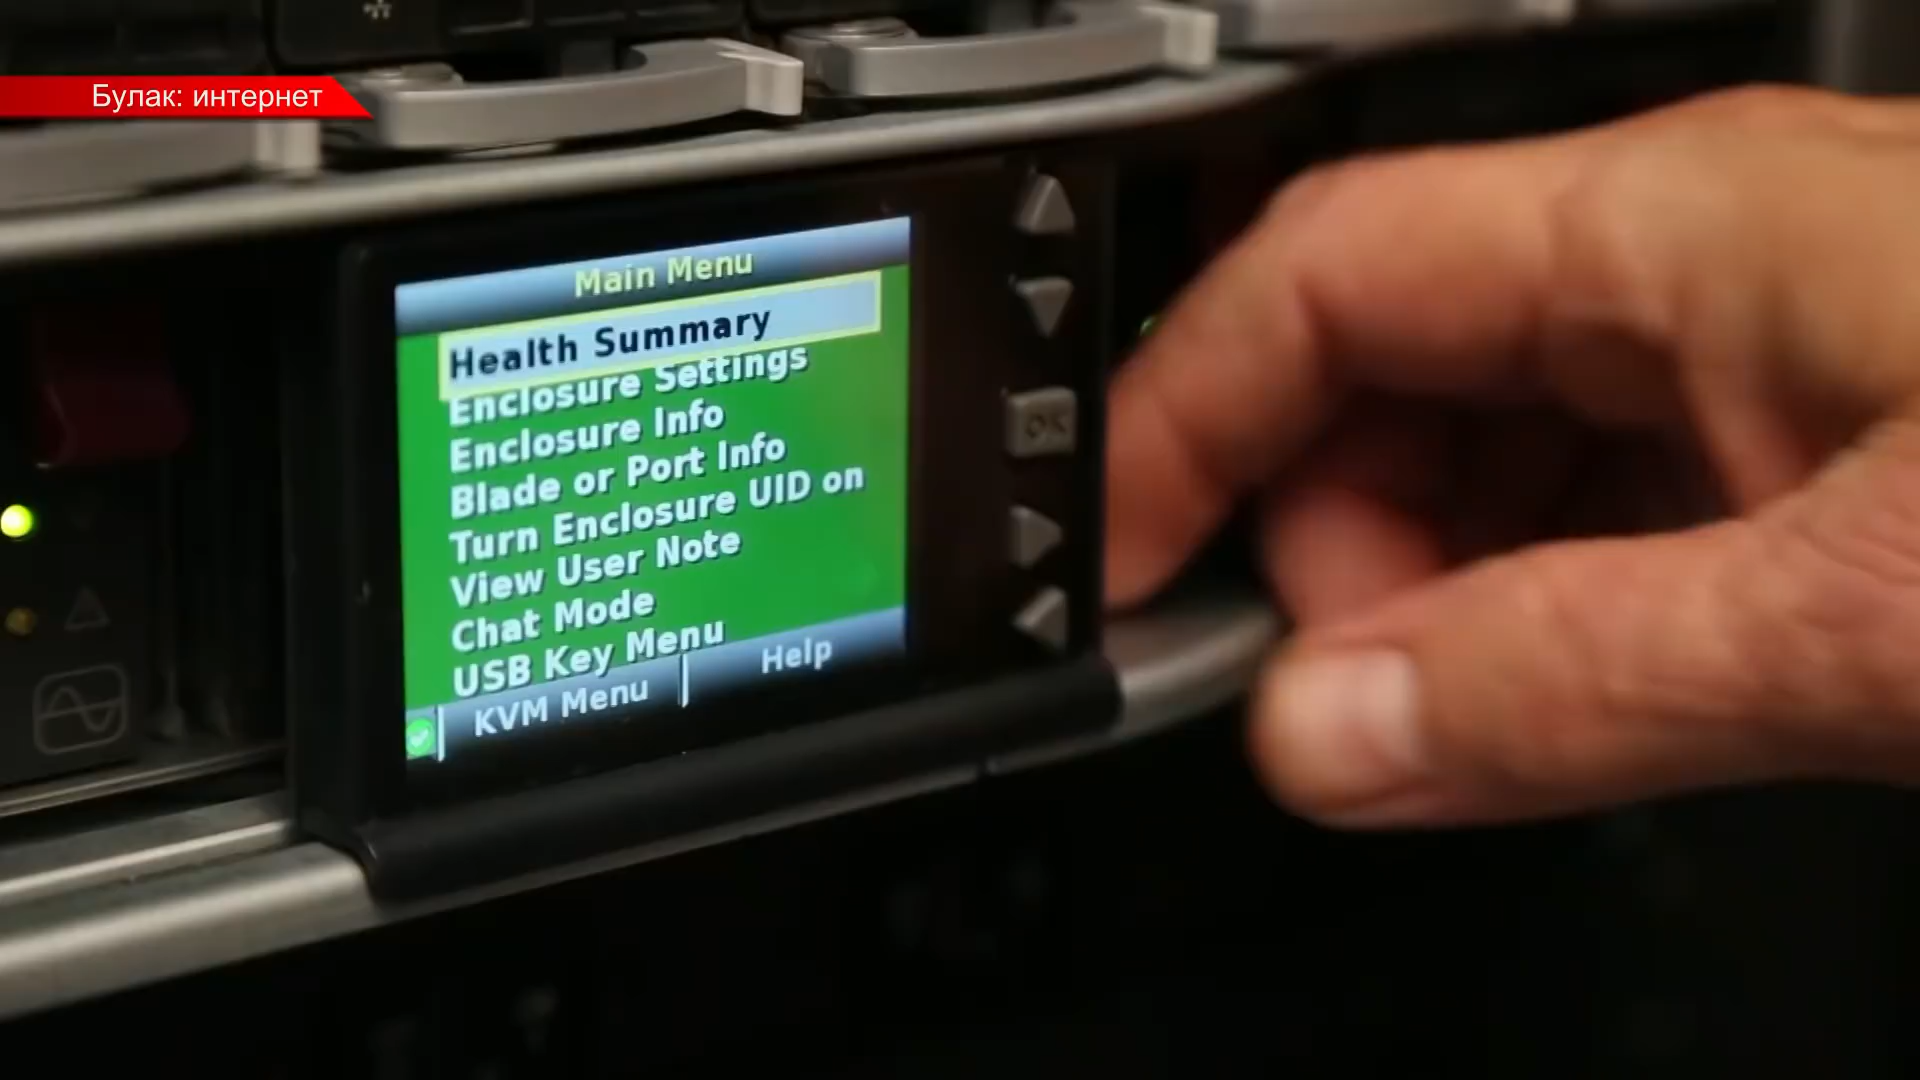 Булак: интернет
Main Menu
Health Summary
Enclosure Settings
Enclosure Info
Blade or Port Info
Turn Enclosure UID on
View User Note
Chat Mode
USB Key Menu
KVM Menu
Help
OK